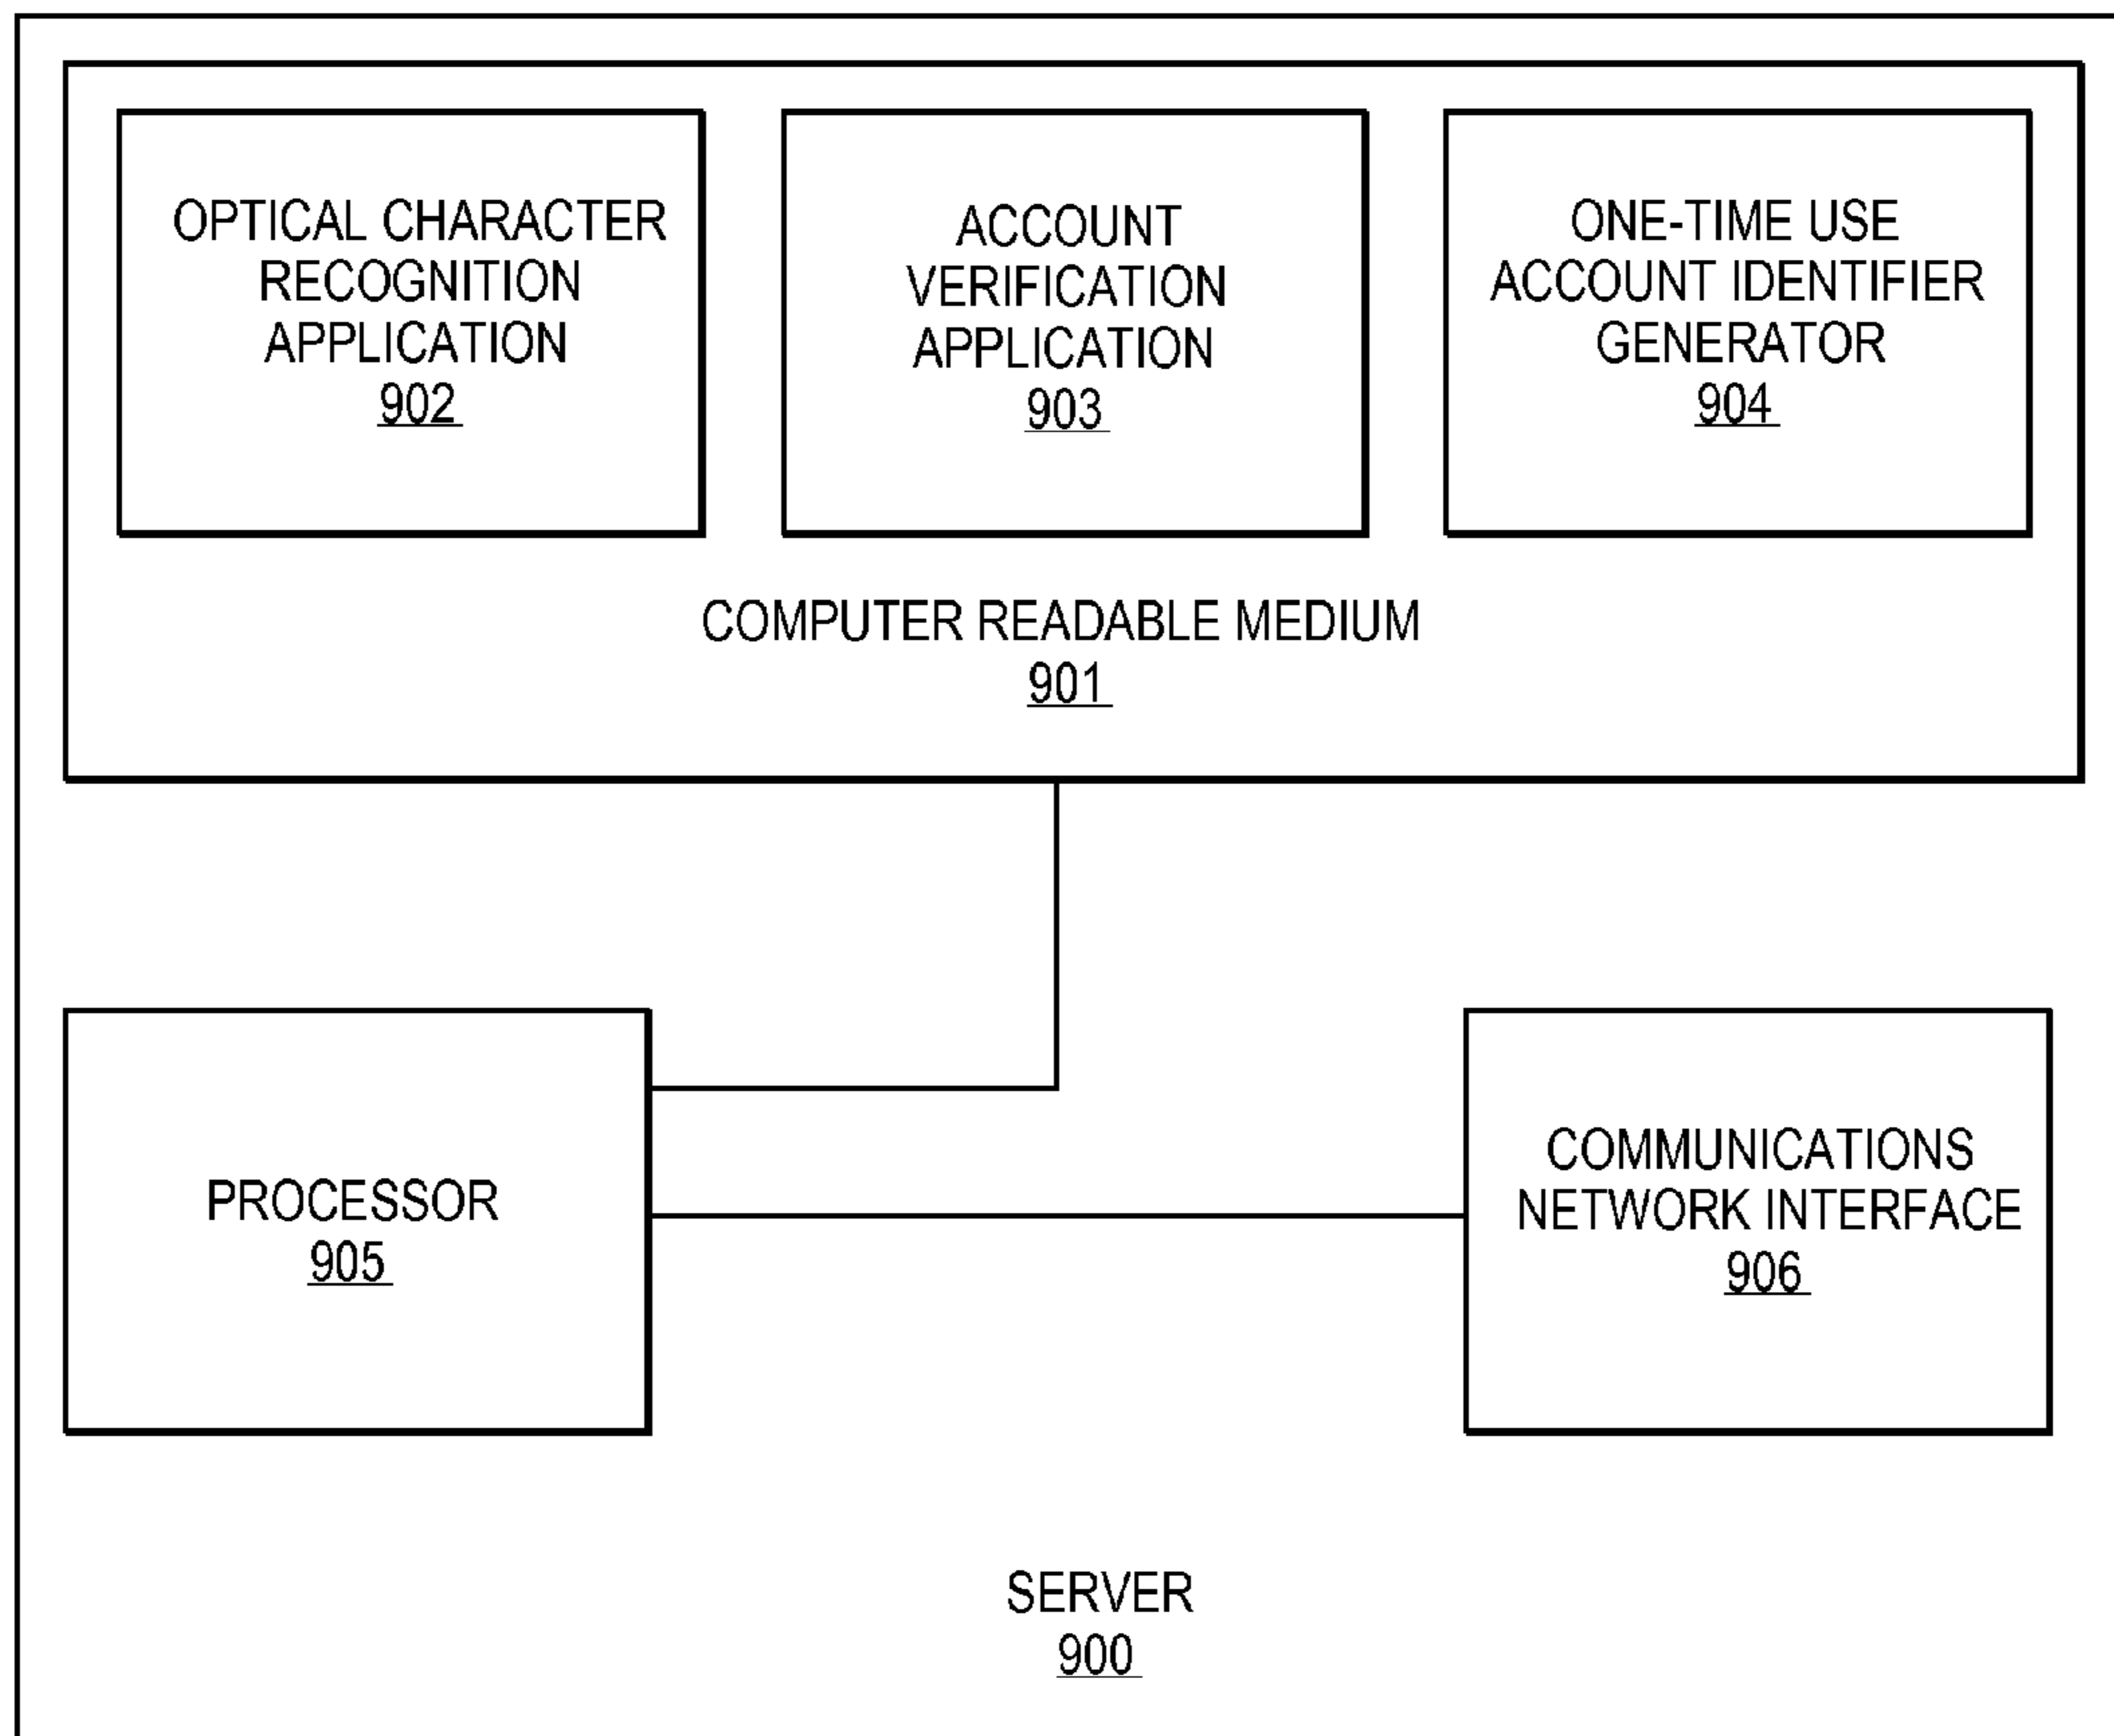 OPTICAL CHARACTER
RECOGNITION
APPLICATION
902
ACCOUNT
VERIFICATION
APPLICATION
903
ONE-TIME USE
ACCOUNT IDENTIFIER
GENERATOR
904
COMPUTER READABLE MEDIUM
901
PROCESSOR
905
COMMUNICATIONS
NETWORK INTERFACE
906
SERVER
900